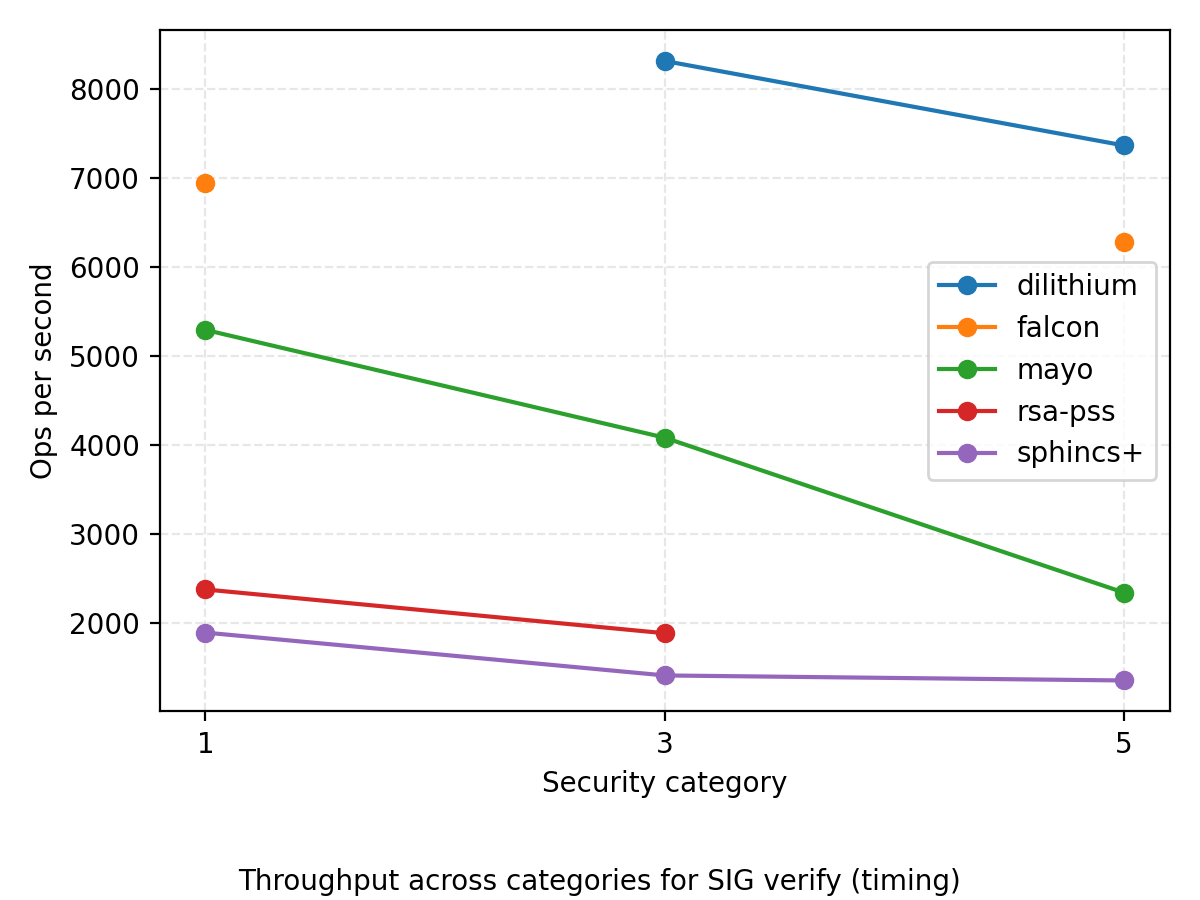 8000
7000
6000
5000
4000
3000
2000
Ops per second
dilithium
falcon
mayo
rsa-pss
sphincs+
1 3 5
Security category
Throughput across categories for SIG verify (timing)